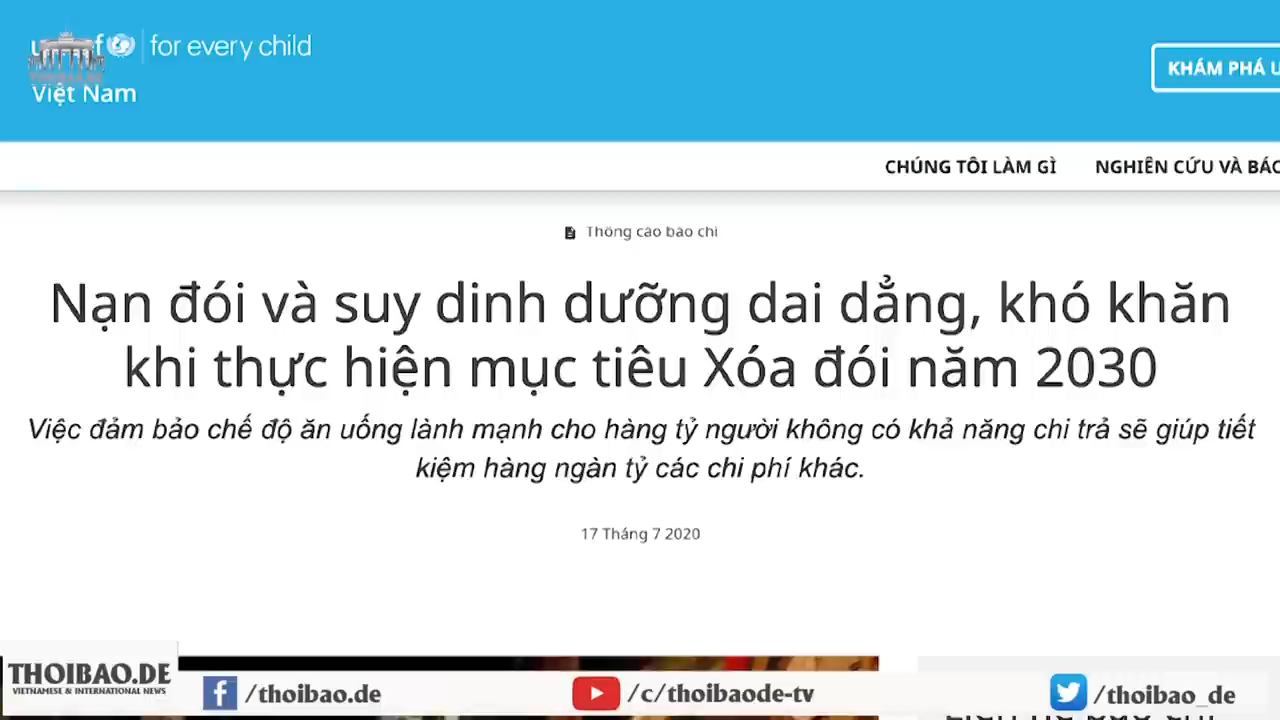 for every child
THOIBAO.DE
Việt Nam
KHÁM PHÁ U
CHÚNG TÔI LÀM GÌ
NGHIÊN CỨU VÀ BÁO
Thông cáo báo chí
Nạn đói và suy dinh dưỡng dai dẳng, khó khăn
khi thực hiện mục tiêu Xóa đói năm 2030
Việc đảm bảo chế độ ăn uống lành mạnh cho hàng tỷ người không có khả năng chi trả sẽ giúp tiết
kiệm hàng ngàn tỷ các chi phí khác.
17 Tháng 7 2020
THOIBAO.DE
VIETNAMESE & INTERNATIONAL NEWS
/thoibao.de
/c/thoibaode-tv
/thoibao_de